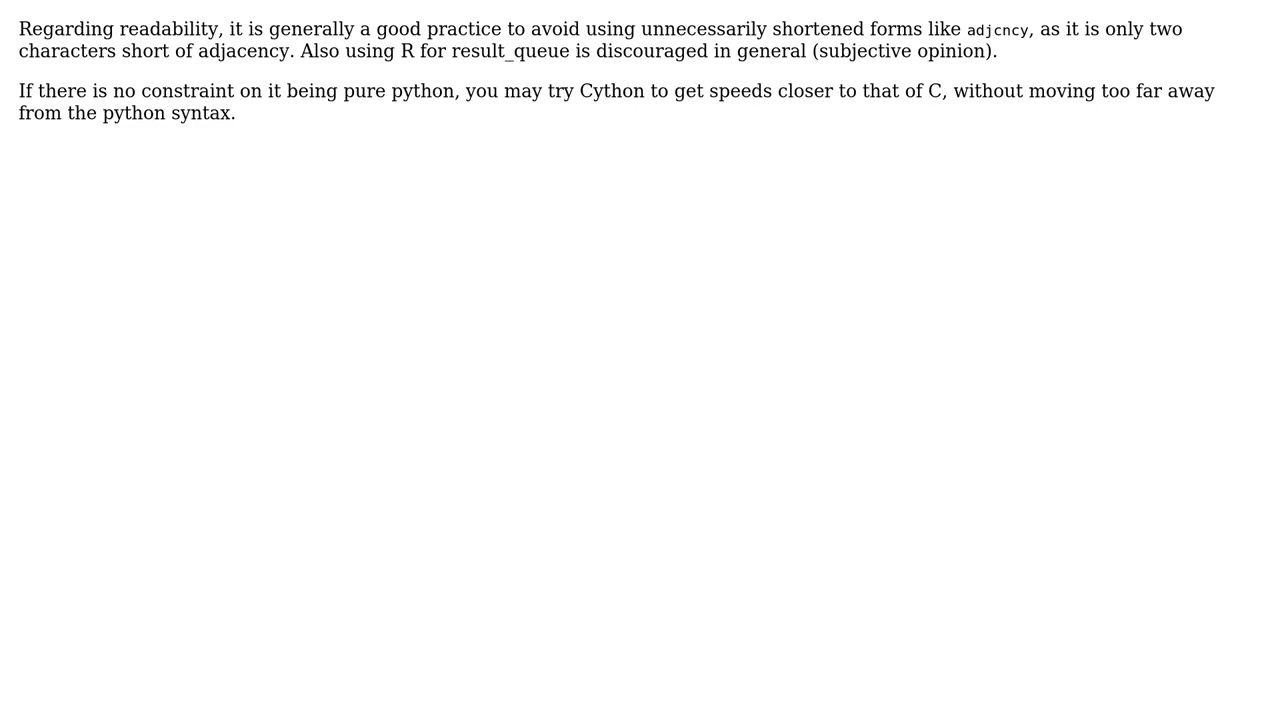 Regarding readability, it is generally a good practice to avoid using unnecessarily shortened forms like adjcncy, as it is only two
characters short of adjacency. Also using R for result_queue is discouraged in general (subjective opinion).
If there is no constraint on it being pure python, you may try Cython to get speeds closer to that of C, without moving too far away
from the python syntax.